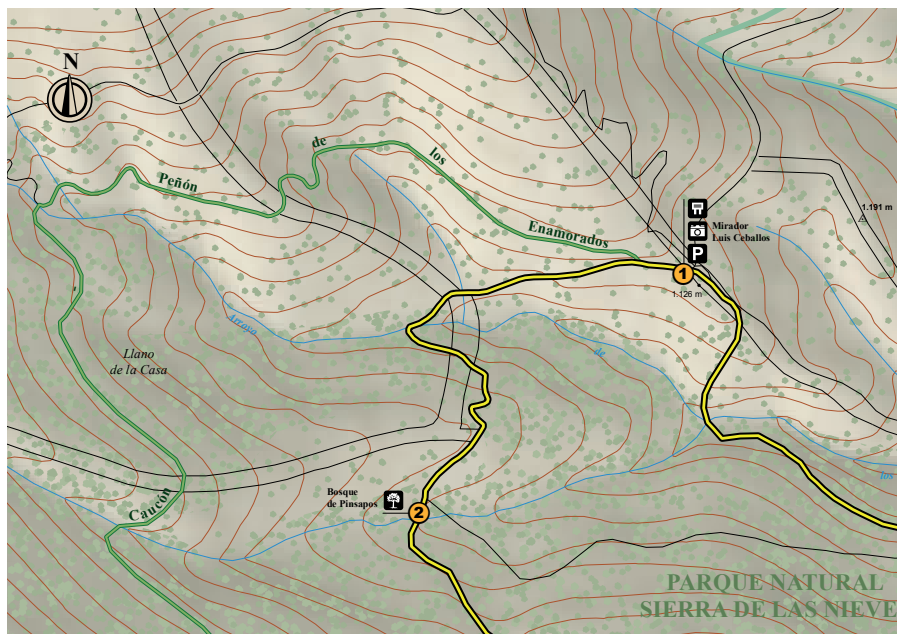 N
de
los
Peñón
Enamorados
1.191 m
Mirador
Luis Ceballos
P
1
1.126 m
Arroyo
de
Llano
de la Casa
los
Caucón
Bosque
de Pinsapos
2
PARQUE NATURAL
SIERRA DE LAS NIEVE